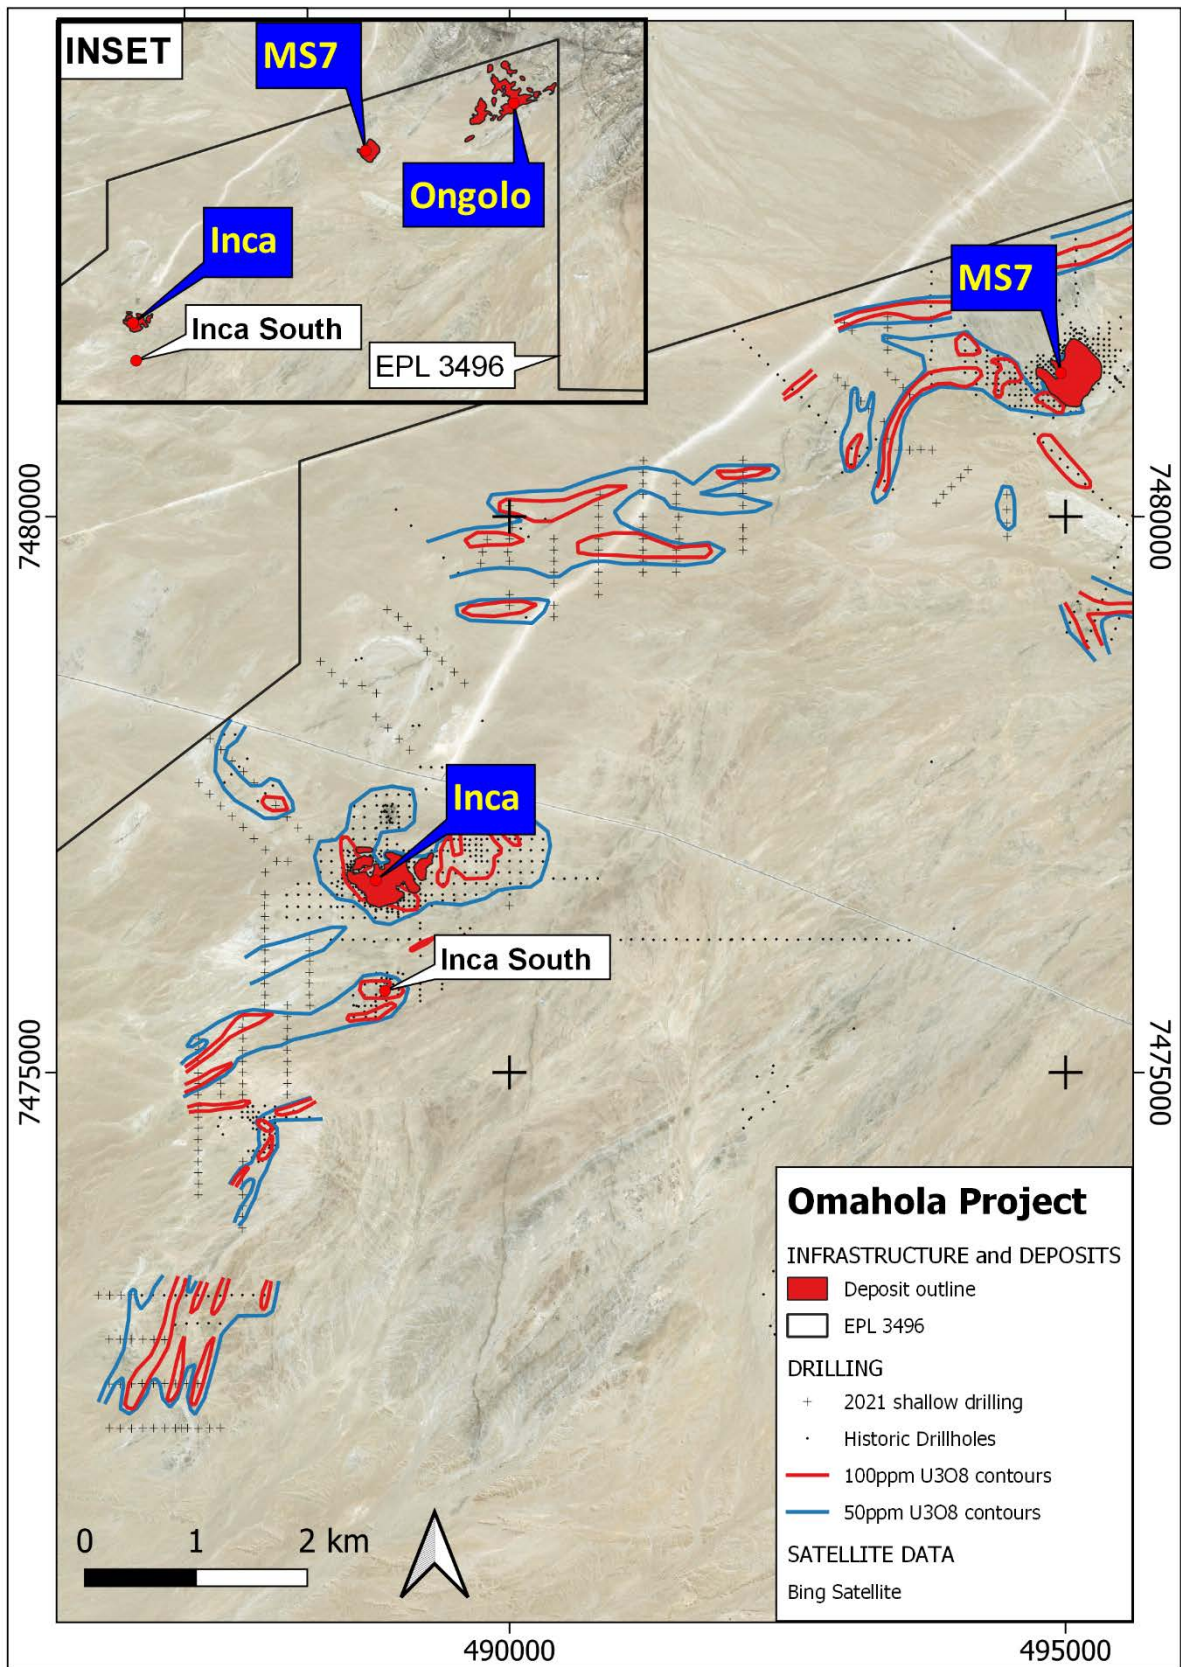 INSET
MS7
Ongolo
Inca
Inca South
EPL 3496
MS7
7480000
7480000
Inca
Inca South
7475000
7475000
Omahola Project
INFRASTRUCTURE and DEPOSITS
Deposit outline
EPL 3496
DRILLING
2021 shallow drilling
Historic Drillholes
100ppm U3O8 contours
50ppm U3O8 contours
SATELLITE DATA
Bing Satellite
0 1 2 km
490000
495000